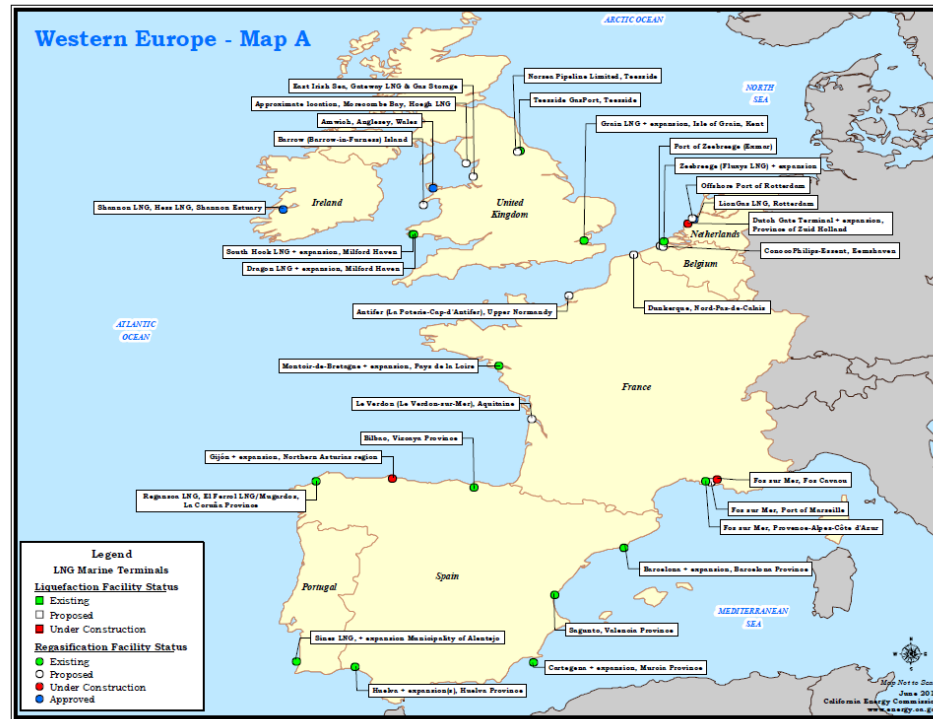 Western Europe - Map A
ARCTIC OCEAN
NORTH
SEA
East Irish Sea, Gateway LNG & Gas Storage
Approximate location, Morecombe Bay, Hoegh LNG
Amwich, Anglesey, Wales
Barrow (Barrow-in-Furness) Island
Norsea Pipeline Limited, Teesside
Teesside GasPort, Teesside
Grain LNG + expansion, Isle of Grain, Kent
Port of Zeebregge (Exmar)
Zeebregge (Fluxys LNG) + expansion
Offshore Port of Rotterdam
LionGas LNG, Rotterdam
Dutch Gate Terminal + expansion,
Province of Zuid Holland
ConocoPhilips-Essent, Eemshaven
Shannon LNG, Hess LNG, Shannon Estuary
Ireland
United
Kingdom
Netherlands
Belgium
South Hook LNG + expansion, Milford Haven
Dragon LNG + expansion, Milford Haven
Antifer (La Poterie-Cap-d'Antifer), Upper Normandy
Dunkerque, Nord-Pas-de-Calais
ATLANTIC
OCEAN
Montoir-de-Bretagne + expansion, Pays de la Loire
France
Le Verdon (Le Verdon-sur-Mer), Aquitaine
Bilbao, Vizcaya Province
Gijón + expansion, Northern Asturias region
Reganosa LNG, El Ferrol LNG/Mugardos,
La Coruña Province
Fos sur Mer, Fos Cavaou
Fos sur Mer, Port of Marseille
Fos sur Mer, Provence-Alpes-Côte d'Azur
Barcelona + expansion, Barcelona Province
Portugal
Spain
MEDITERRANEAN
SEA
Sagunto, Valencia Province
Sines LNG, + expansion Municipality of Alentejo
Cartegena + expansion, Murcia Province
Huelva + expansion(s), Huelva Province
Legend
LNG Marine Terminals
Liquefaction Facility Status
Existing
Proposed
Under Construction
Regasification Facility Status
Existing
Proposed
Under Construction
Approved
N
W E
S
Map Not to
June
California Energy
www.energy.ca